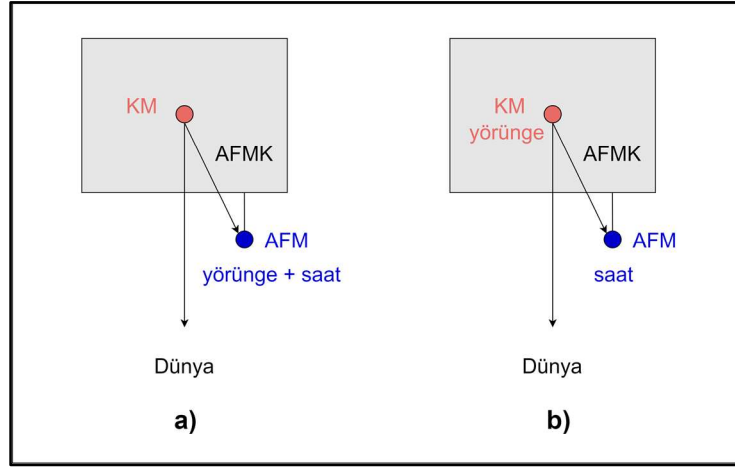 KM
AFMK
AFM
yörünge + saat
Dünya
a)
KM
yörünge
AFMK
AFM
saat
Dünya
b)